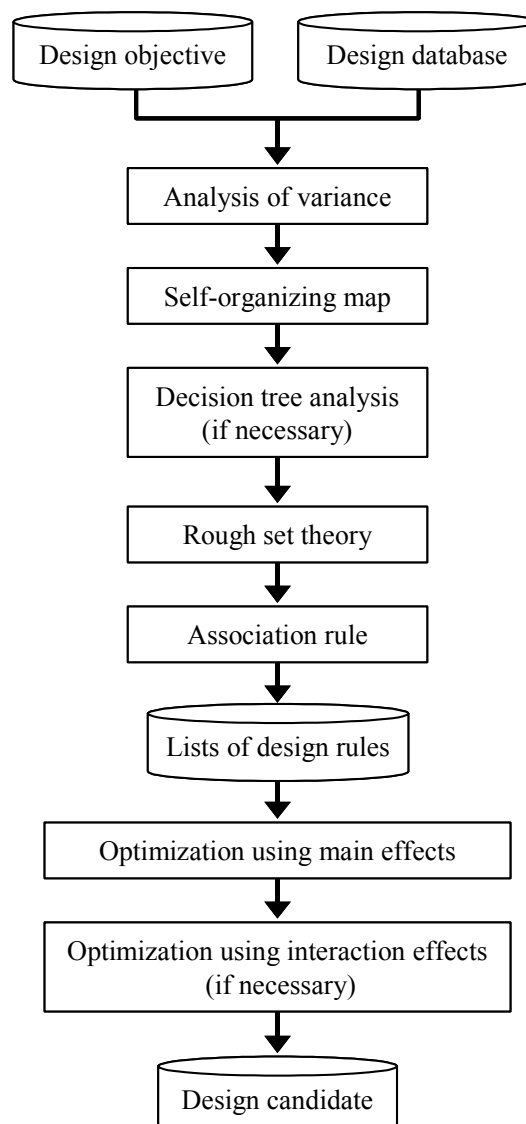 Design objective
Design database
Analysis of variance
Self-organizing map
Decision tree analysis
(if necessary)
Rough set theory
Association rule
Lists of design rules
Optimization using main effects
Optimization using interaction effects
(if necessary)
Design candidate